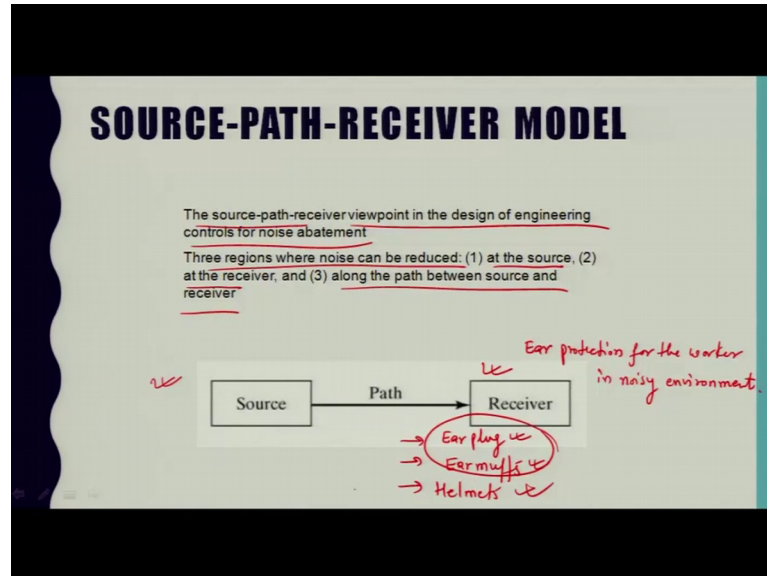 SOURCE-PATH-RECEIVER MODEL
The source-path-receiver viewpoint in the design of engineering
controls for noise abatement
Three regions where noise can be reduced: (1) at the source, (2)
at the receiver, and (3) along the path between source and
receiver
Ear protection for the worker
in noisy environment.
Source
Path
Receiver
Ear plug
Earmuffs
Helmets